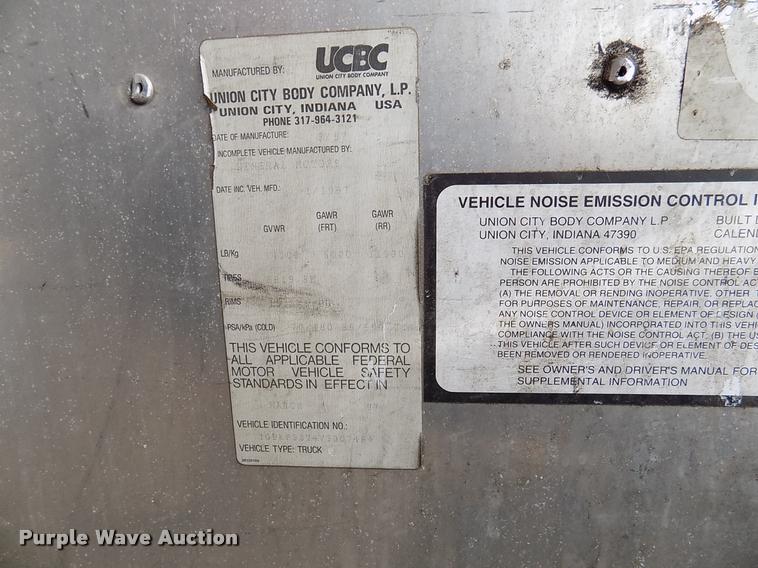 MANUFACTURED BY:
UCBC
UNION CITY BODY COMPANY
UNION CITY BODY COMPANY, L.P.
UNION CITY, INDIANA USA
PHONE 317-964-3121
DATE OF MANUFACTURE:
INCOMPLETE VEHICLE MANUFACTURED BY:
GENERAL MOTORS
DATE INC. VEH. MFD.
GVWR
GAWR (FRT)
GAWR (RR)
LB/Kg
TIRES
RIMS
PSA/kPa (COLD)
THIS VEHICLE CONFORMS TO
ALL APPLICABLE FEDERAL
MOTOR VEHICLE SAFETY
STANDARDS IN EFFECT IN
MARCH
VEHICLE IDENTIFICATION NO.:
VEHICLE TYPE: TRUCK
VEHICLE NOISE EMISSION CONTROL I
UNION CITY BODY COMPANY L.P. BUILT
UNION CITY, INDIANA 47390 CALEN
THIS VEHICLE CONFORMS TO U.S. EPA REGULATION
NOISE EMISSION APPLICABLE TO MEDIUM AND HEAVY
THE FOLLOWING ACTS OR THE CAUSING THEREOF
PERSON ARE PROHIBITED BY THE NOISE CONTROL ACT
(A) THE REMOVAL OR RENDING INOPERATIVE, OTHER
FOR PURPOSES OF MAINTENANCE, REPAIR, OR REPLAC
ANY NOISE CONTROL DEVICE OR ELEMENT OF DESIGN (
THE OWNERS MANUAL) INCORPORATED INTO THIS VEHI
COMPLIANCE WITH THE NOISE CONTROL ACT, (B) THE US
THIS VEHICLE AFTER SUCH DEVICE OR ELEMENT OF DES
BEEN REMOVED OR RENDERED INOPERATIVE.
SEE OWNER'S AND DRIVER'S MANUAL FOR
SUPPLEMENTAL INFORMATION
Purple Wave Auction